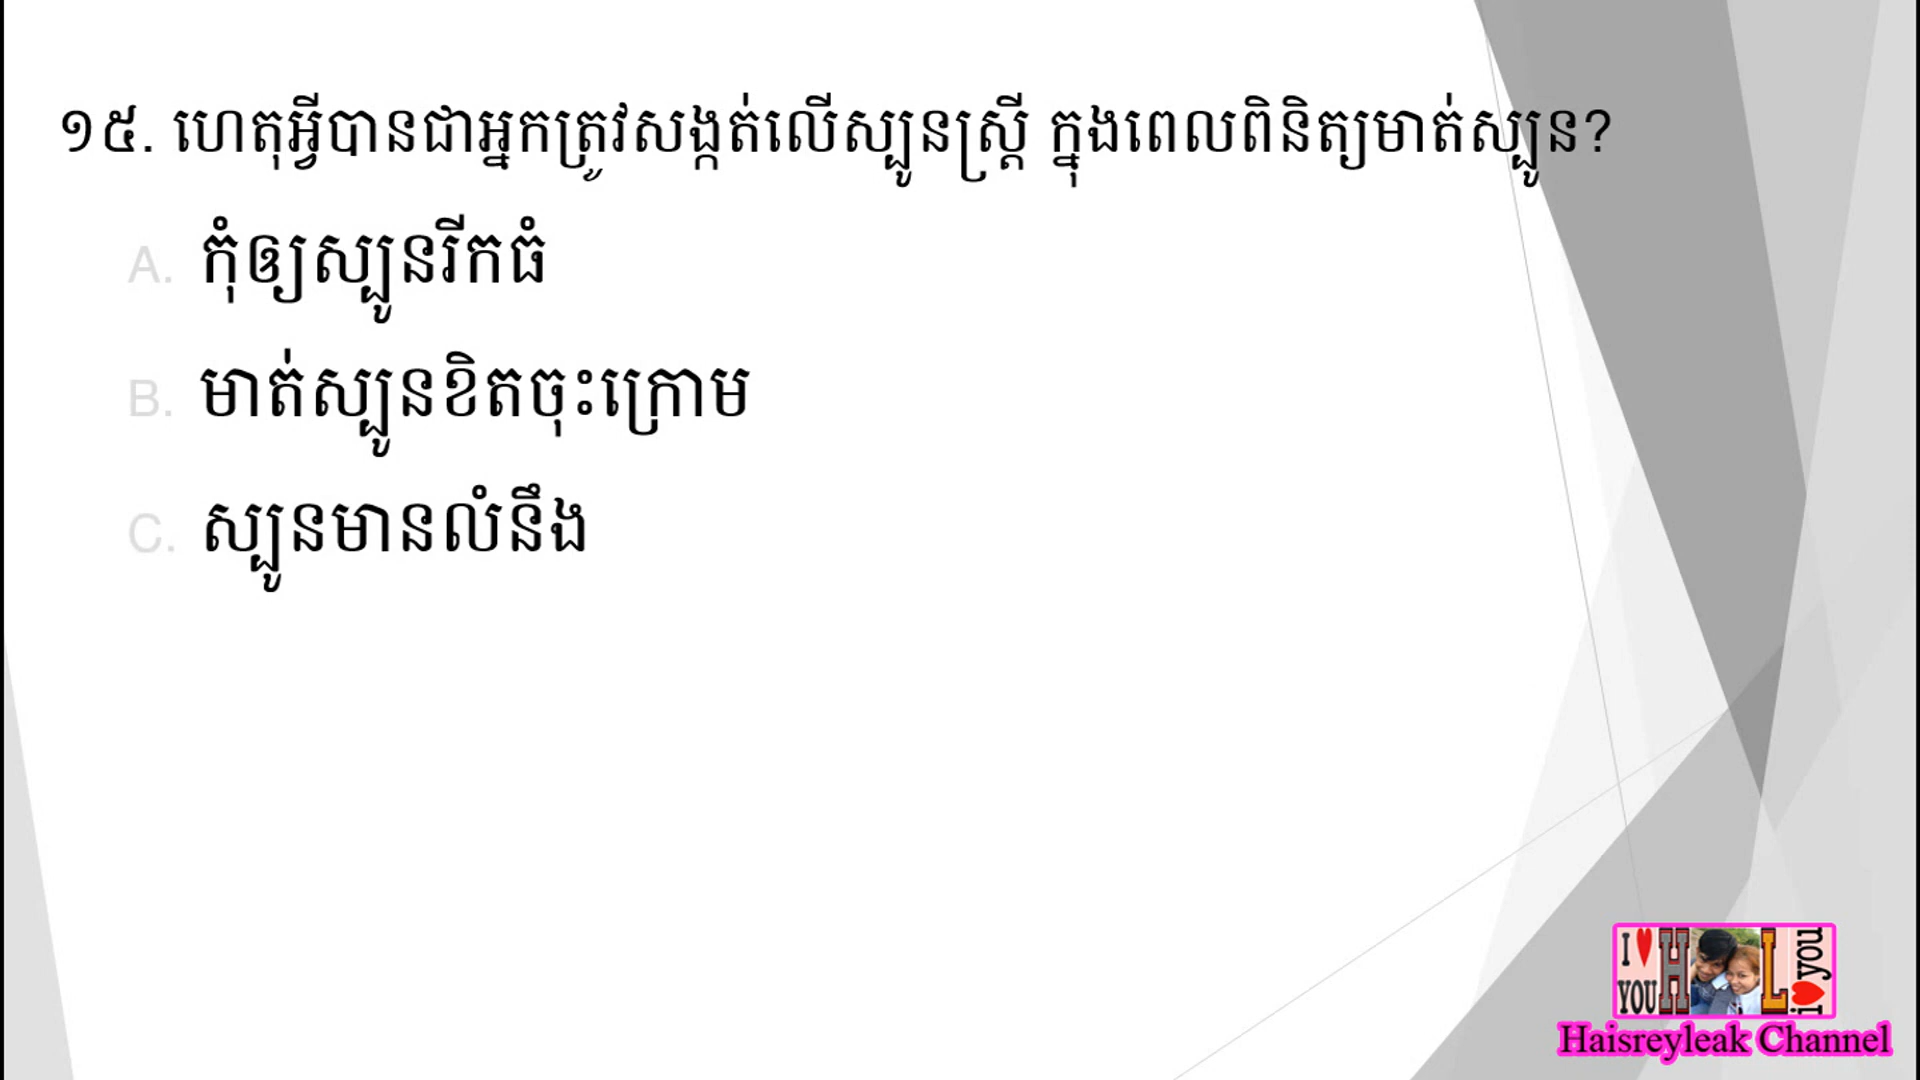 ១៥. ហេតុអ្វីបានជាអ្នកត្រូវសង្កត់លើស្បូនស្ត្រី ក្នុងពេលពិនិត្យមាត់ស្បូន?
A. កុំឲ្យស្បូនរីកធំ
B. មាត់ស្បូនខិតចុះក្រោម
C. ស្បូនមានលំនឹង
I ♥ YOU H L i ♥ you
Haisreyleak Channel